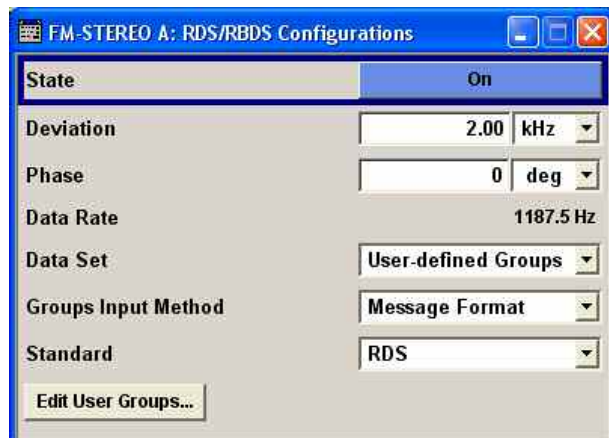 FM-STEREO A: RDS/RBDS Configurations
State On
Deviation 2.00 kHz
Phase 0 deg
Data Rate 1187.5 Hz
Data Set User-defined Groups
Groups Input Method Message Format
Standard RDS
Edit User Groups...